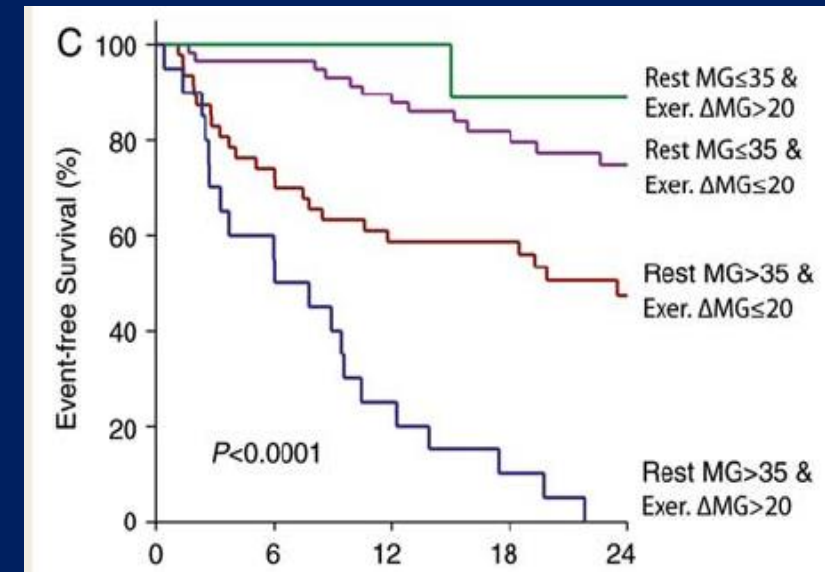 C
100
80
60
40
20
0
Event-free Survival (%)
Rest MG≤35 &
Exer. ΔMG>20
Rest MG≤35 &
Exer. ΔMG≤20
Rest MG>35 &
Exer. ΔMG≤20
Rest MG>35 &
Exer. ΔMG>20
P<0.0001
0 6 12 18 24